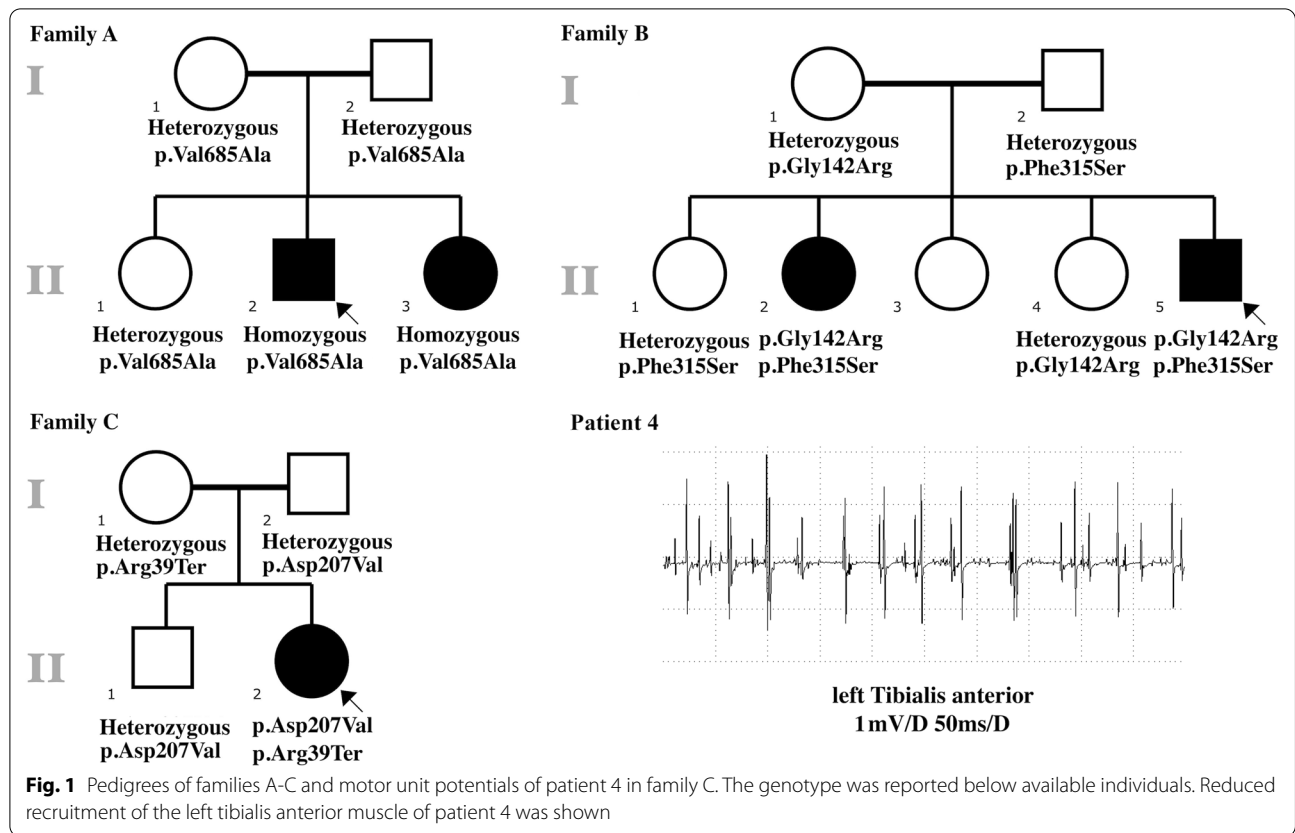 Family A
I
1
Heterozygous
p.Val685Ala
2
Heterozygous
p.Val685Ala
II
1
Heterozygous
p.Val685Ala
2
Homozygous
p.Val685Ala
3
Homozygous
p.Val685Ala
Family B
I
1
Heterozygous
p.Gly142Arg
2
Heterozygous
p.Phe315Ser
II
1
Heterozygous
p.Phe315Ser
2
p.Gly142Arg
p.Phe315Ser
3
4
Heterozygous
p.Gly142Arg
5
p.Gly142Arg
p.Phe315Ser
Family C
I
1
Heterozygous
p.Arg39Ter
2
Heterozygous
p.Asp207Val
II
1
Heterozygous
p.Asp207Val
2
p.Asp207Val
p.Arg39Ter
Patient 4
left Tibialis anterior
1mV/D 50ms/D
Fig. 1 Pedigrees of families A-C and motor unit potentials of patient 4 in family C. The genotype was reported below available individuals. Reduced
recruitment of the left tibialis anterior muscle of patient 4 was shown